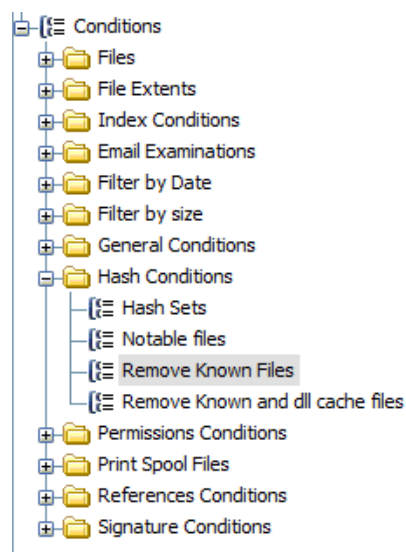 Conditions
Files
File Extents
Index Conditions
Email Examinations
Filter by Date
Filter by size
General Conditions
Hash Conditions
Hash Sets
Notable files
Remove Known Files
Remove Known and dll cache files
Permissions Conditions
Print Spool Files
References Conditions
Signature Conditions